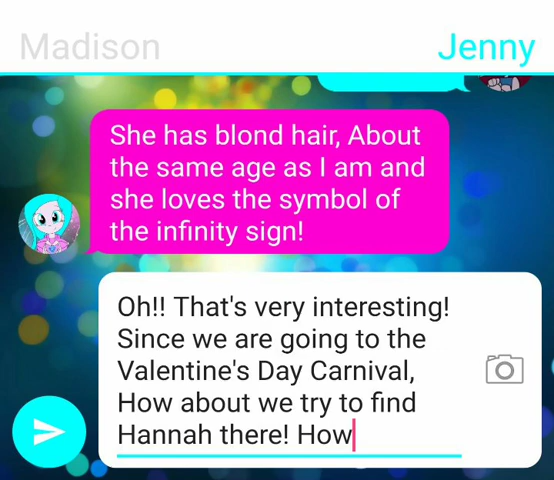 Madison
Jenny
She has blond hair, About
the same age as I am and
she loves the symbol of
the infinity sign!
Oh!! That's very interesting!
Since we are going to the
Valentine's Day Carnival,
How about we try to find
Hannah there! How